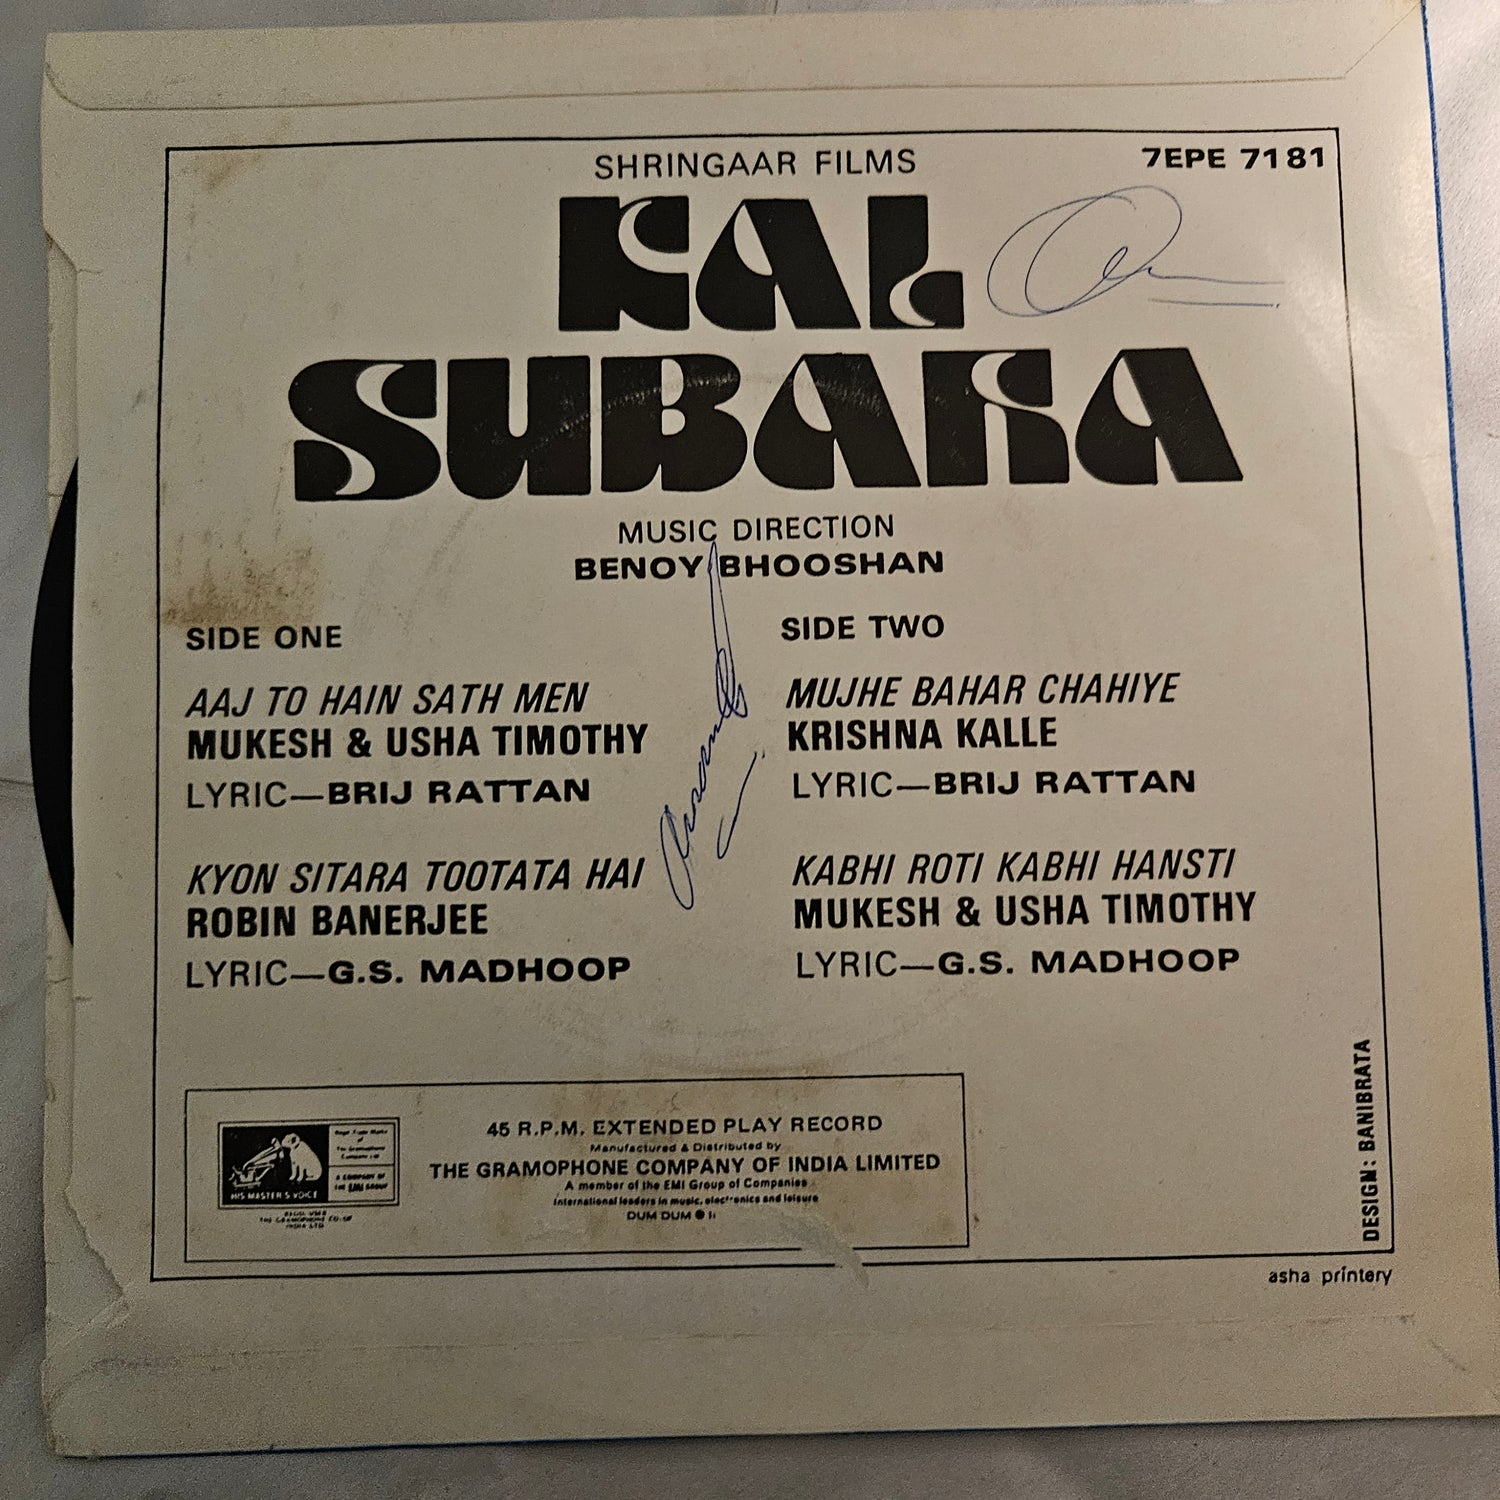 SHRINGAAR FILMS
7EPE 7181
KAL
SUBAHA
MUSIC DIRECTION
BENOY BHOOSHAN
SIDE ONE
AAJ TO HAIN SATH MEN
MUKESH & USHA TIMOTHY
LYRIC—BRIJ RATTAN
KYON SITARA TOOTATA HAI
ROBIN BANERJEE
LYRIC—G.S. MADHOOP
SIDE TWO
MUJHE BAHAR CHAHIYE
KRISHNA KALLE
LYRIC—BRIJ RATTAN
KABHI ROTI KABHI HANSTI
MUKESH & USHA TIMOTHY
LYRIC—G.S. MADHOOP
HIS MASTER'S VOICE
45 R.P.M. EXTENDED PLAY RECORD
Manufactured & Distributed by
THE GRAMOPHONE COMPANY OF INDIA LIMITED
A member of the EMI Group of Companies
International leaders in music, electronics and leisure
DUM DUM
DESIGN: BANIBRATA
asha printery